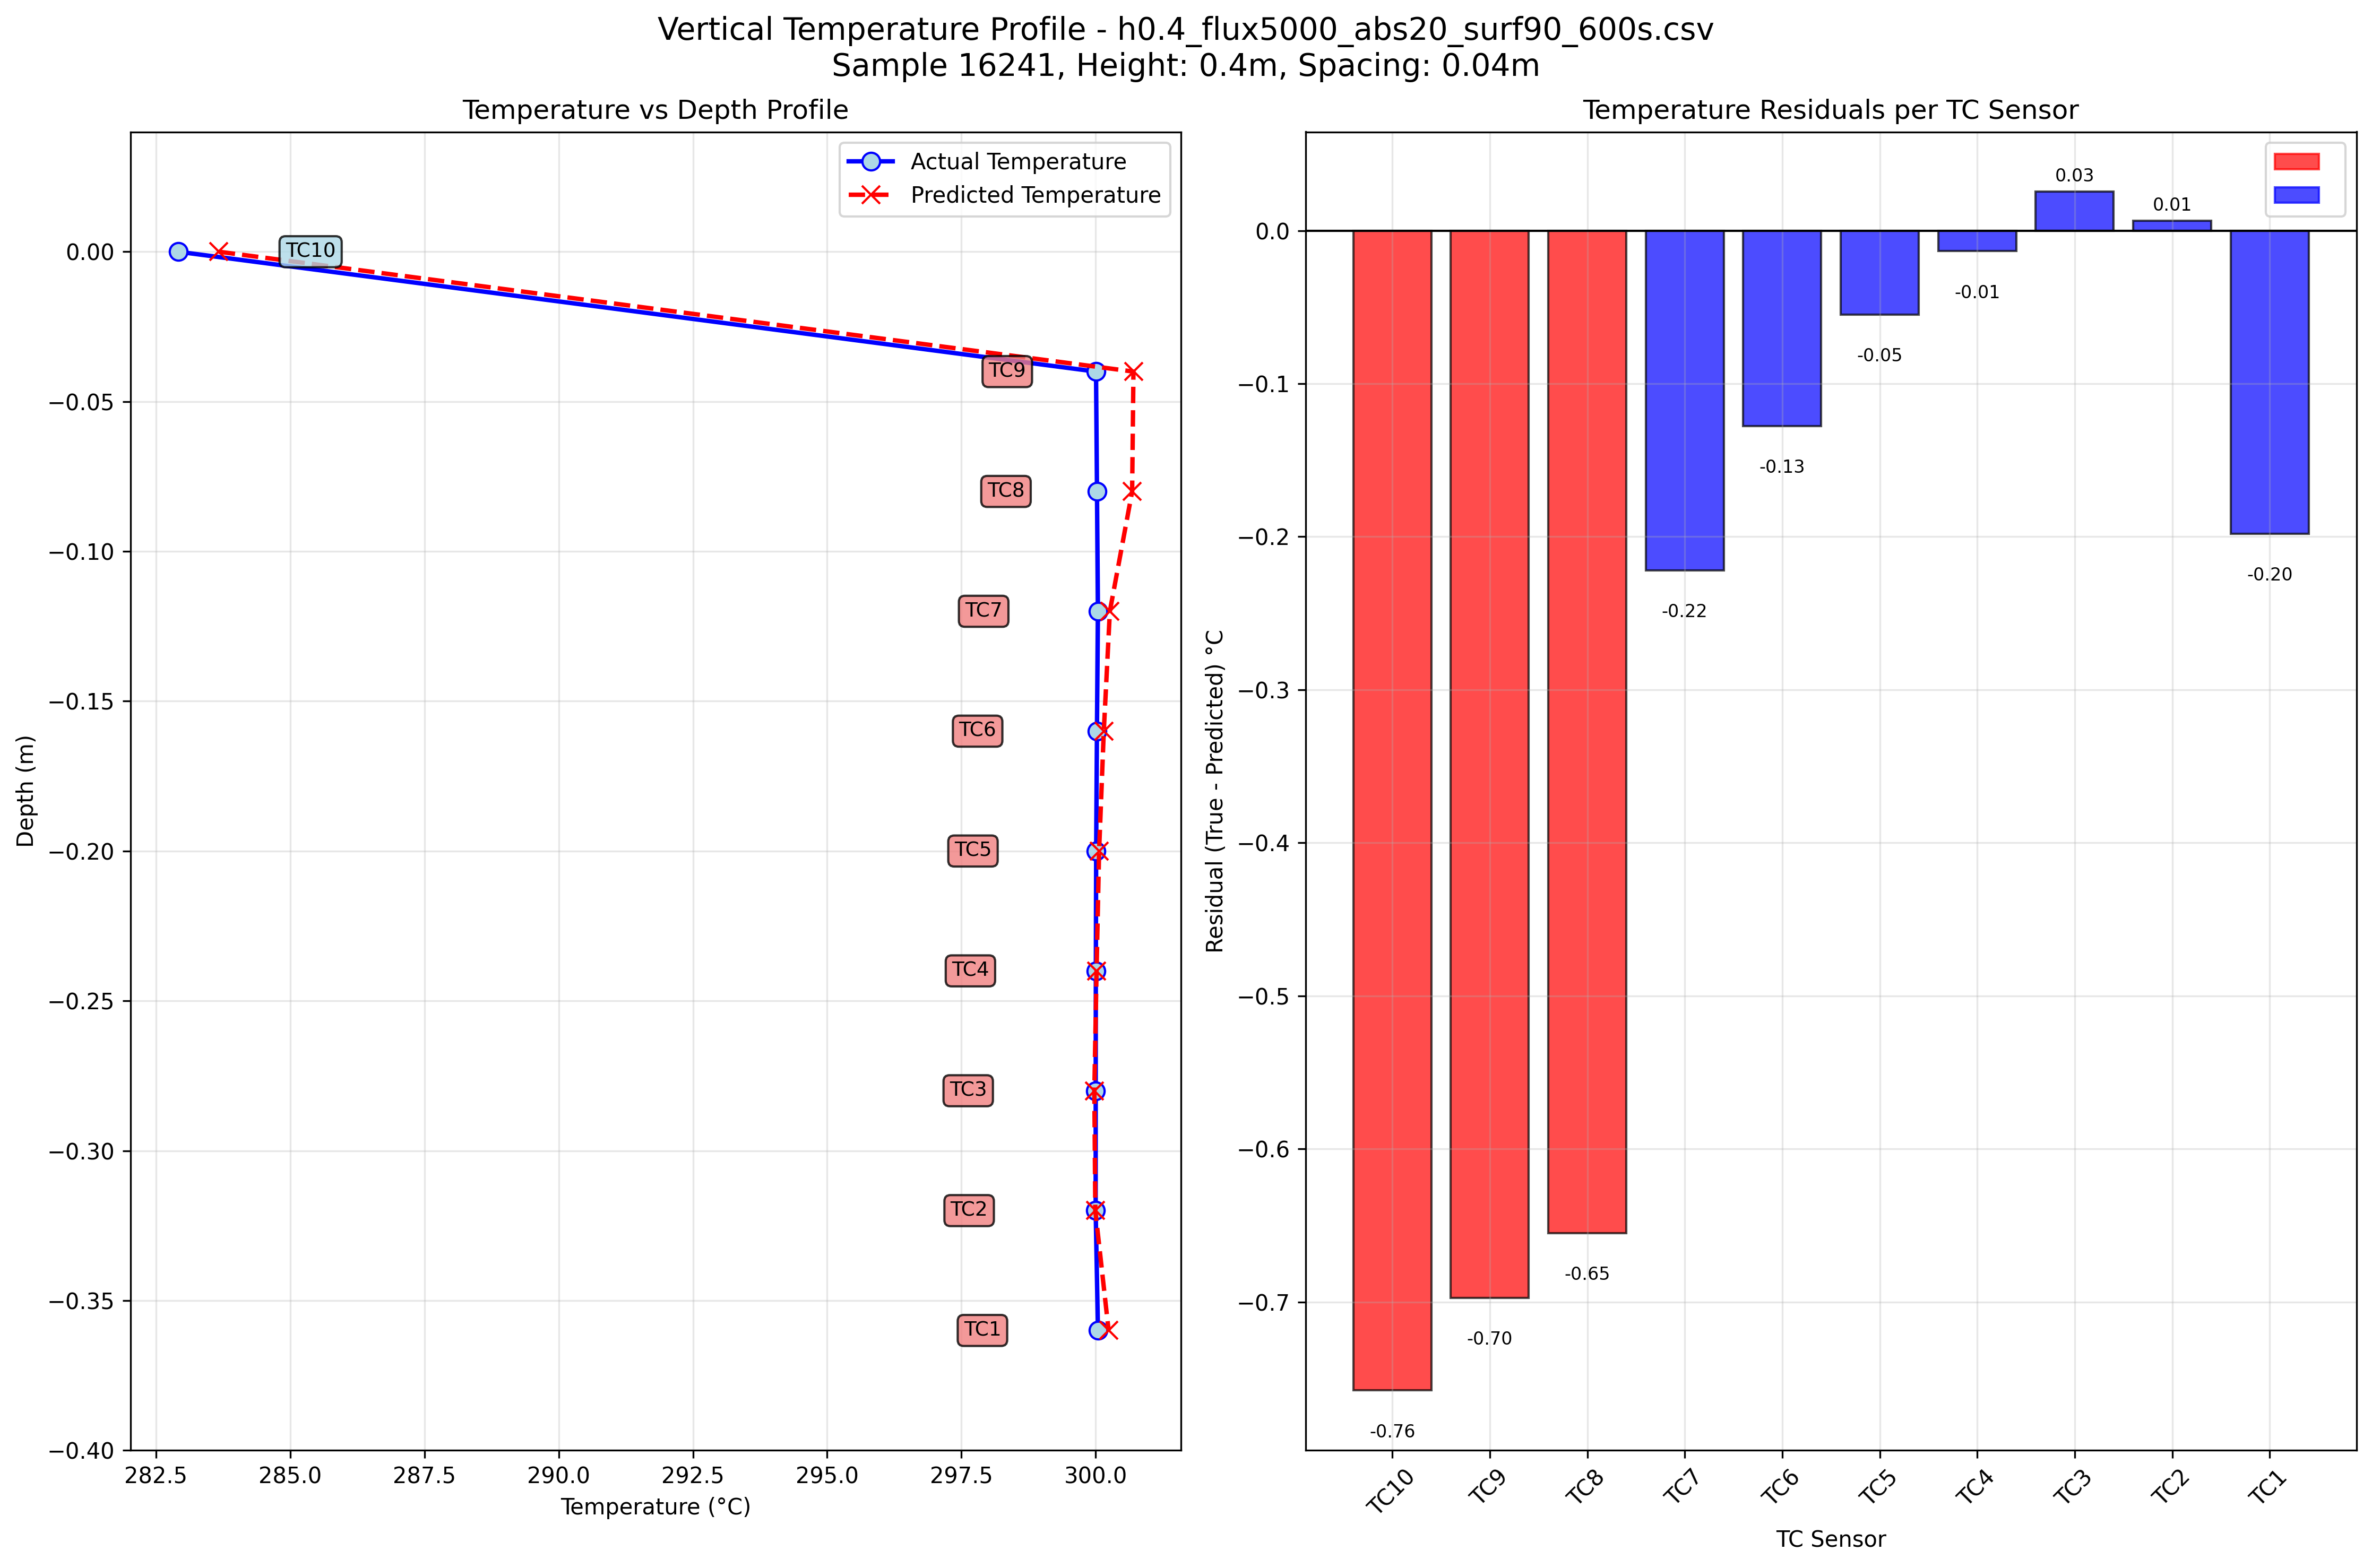 Vertical Temperature Profile - h0.4_flux5000_abs20_surf90_600s.csv
Sample 16241, Height: 0.4m, Spacing: 0.04m
Temperature vs Depth Profile
Actual Temperature
Predicted Temperature
0.00
−0.05
−0.10
−0.15
−0.20
−0.25
−0.30
−0.35
−0.40
Depth (m)
TC10
TC9
TC8
TC7
TC6
TC5
TC4
TC3
TC2
TC1
282.5
285.0
287.5
290.0
292.5
295.0
297.5
300.0
Temperature (°C)
Temperature Residuals per TC Sensor
0.0
−0.1
−0.2
−0.3
−0.4
−0.5
−0.6
−0.7
Residual (True - Predicted) °C
-0.76
-0.70
-0.65
-0.22
-0.13
-0.05
-0.01
0.03
0.01
-0.20
TC10
TC9
TC8
TC7
TC6
TC5
TC4
TC3
TC2
TC1
TC Sensor